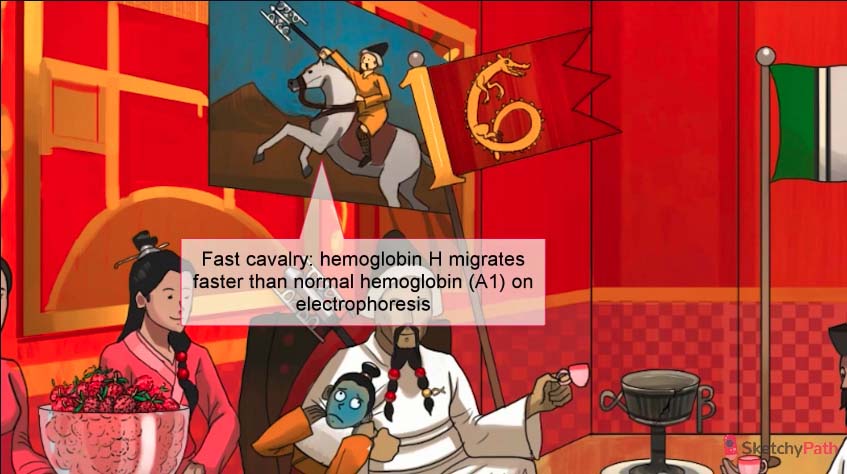 16
Fast cavalry: hemoglobin H migrates
faster than normal hemoglobin (A1) on
electrophoresis
B
SketchyPath